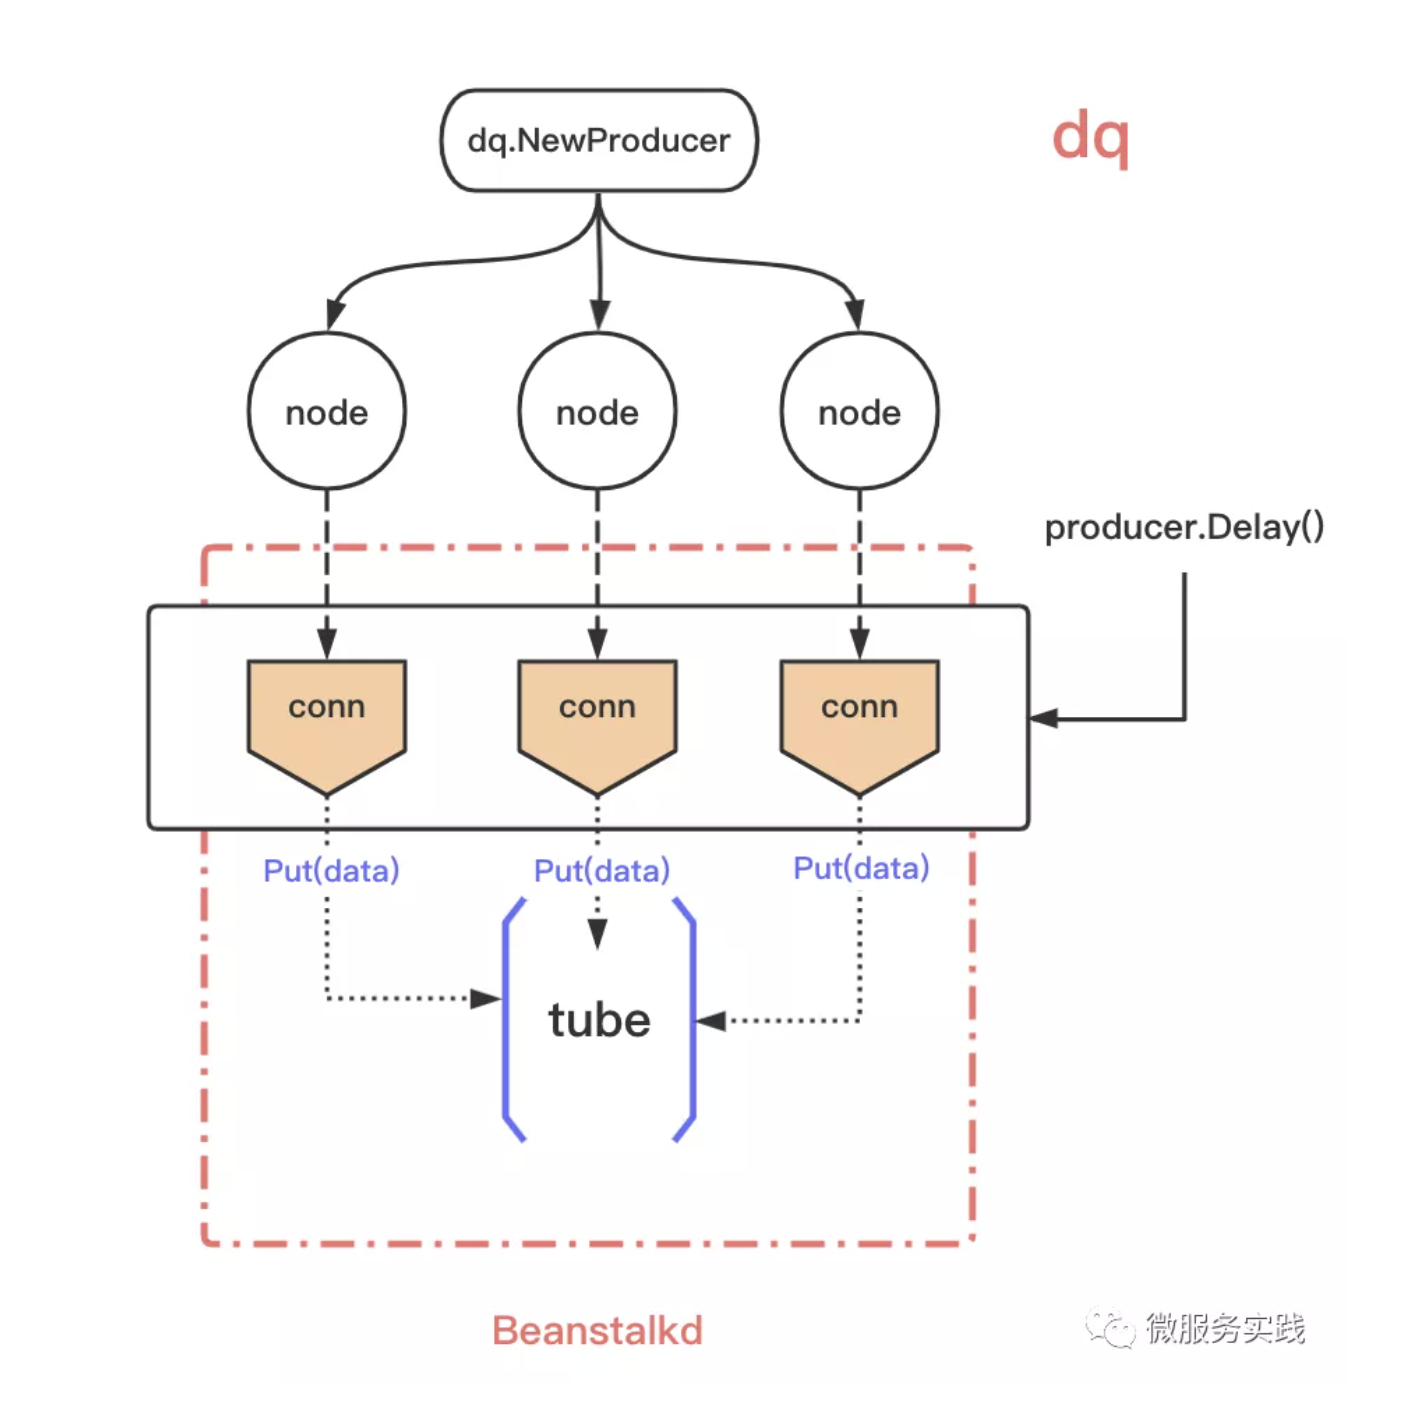 dq.NewProducer
dq
node
node
node
producer.Delay()
conn
conn
conn
Put(data)
Put(data)
Put(data)
tube
Beanstalkd
微服务实践